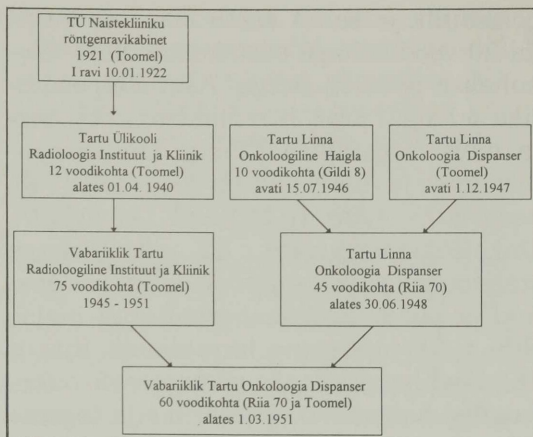 TÜ Naistekliiniku
röntgenravikabinet
1921 (Toomel)
I ravi 10.01.1922
Tartu Ülikooli
Radioloogia Instituut ja Kliinik
12 voodikohta (Toomel)
alates 01.04. 1940
Tartu Linna
Onkoloogiline Haigla
10 voodikohta (Gildi 8)
avati 15.07.1946
Tartu Linna
Onkoloogia Dispanser
(Toomel)
avati 1.12.1947
Vabariiklik Tartu
Radioloogiline Instituut ja Kliinik
75 voodikohta (Toomel)
1945 - 1951
Tartu Linna
Onkoloogia Dispanser
45 voodikohta (Riia 70)
alates 30.06.1948
Vabariiklik Tartu Onkoloogia Dispanser
60 voodikohta (Riia 70 ja Toomel)
alates 1.03.1951